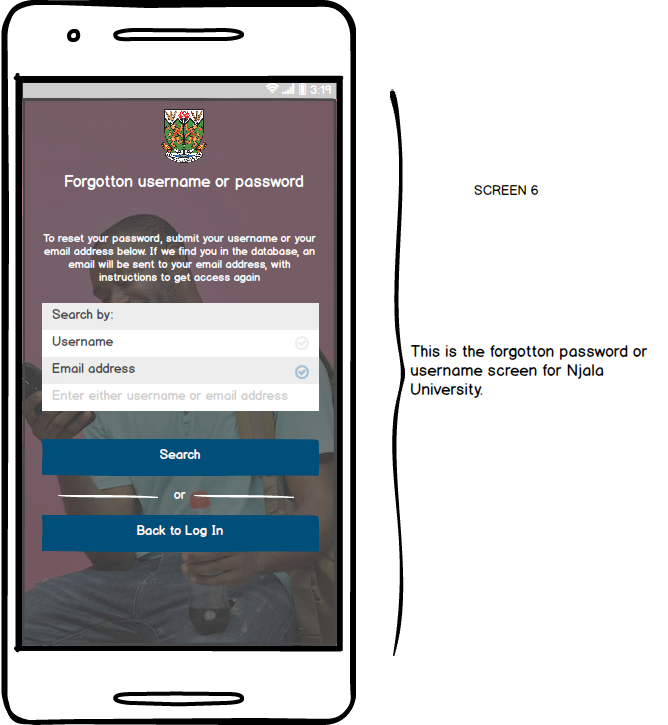 3:19
Forgotton username or password
To reset your password, submit your username or your
email address below. If we find you in the database, an
email will be sent to your email address, with
instructions to get access again
Search by:
Username
Email address
Enter either username or email address
Search
or
Back to Log In
SCREEN 6
This is the forgotton password or
username screen for Njala
University.